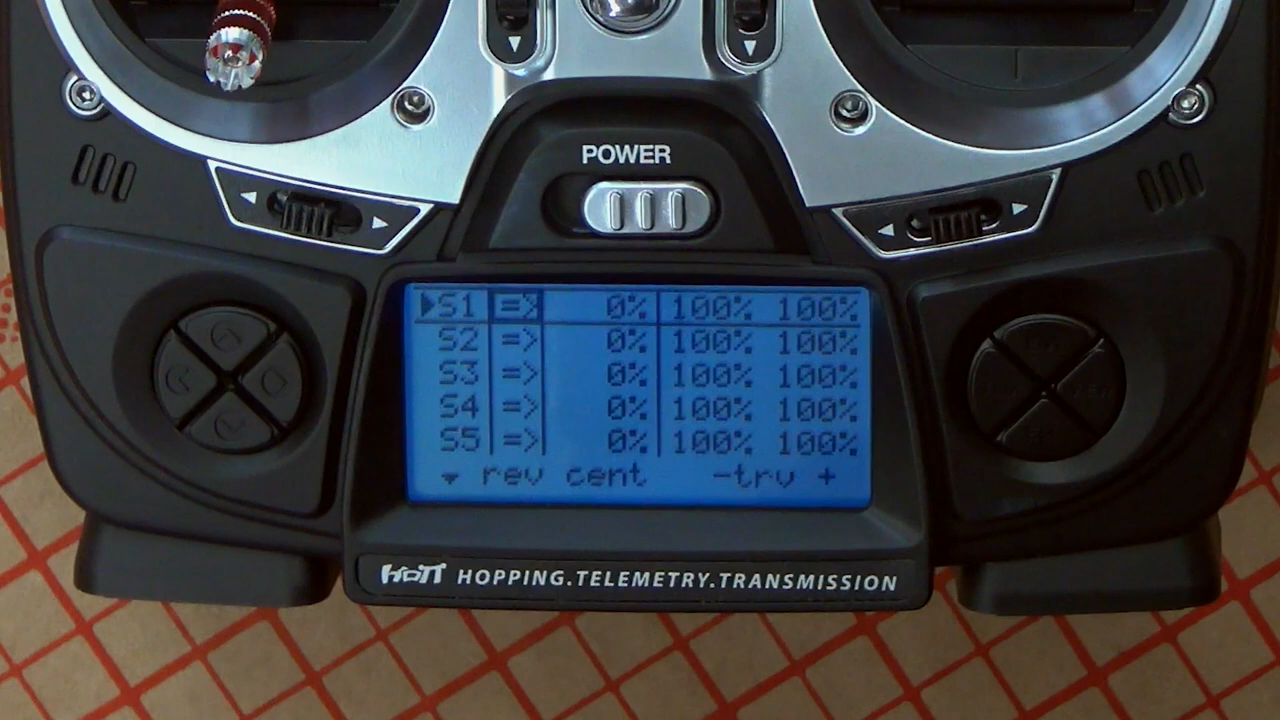 POWER
S1 => 0% 100% 100%
S2 => 0% 100% 100%
S3 => 0% 100% 100%
S4 => 0% 100% 100%
S5 => 0% 100% 100%
rev cent -trv +
HoTT HOPPING.TELEMETRY.TRANSMISSION